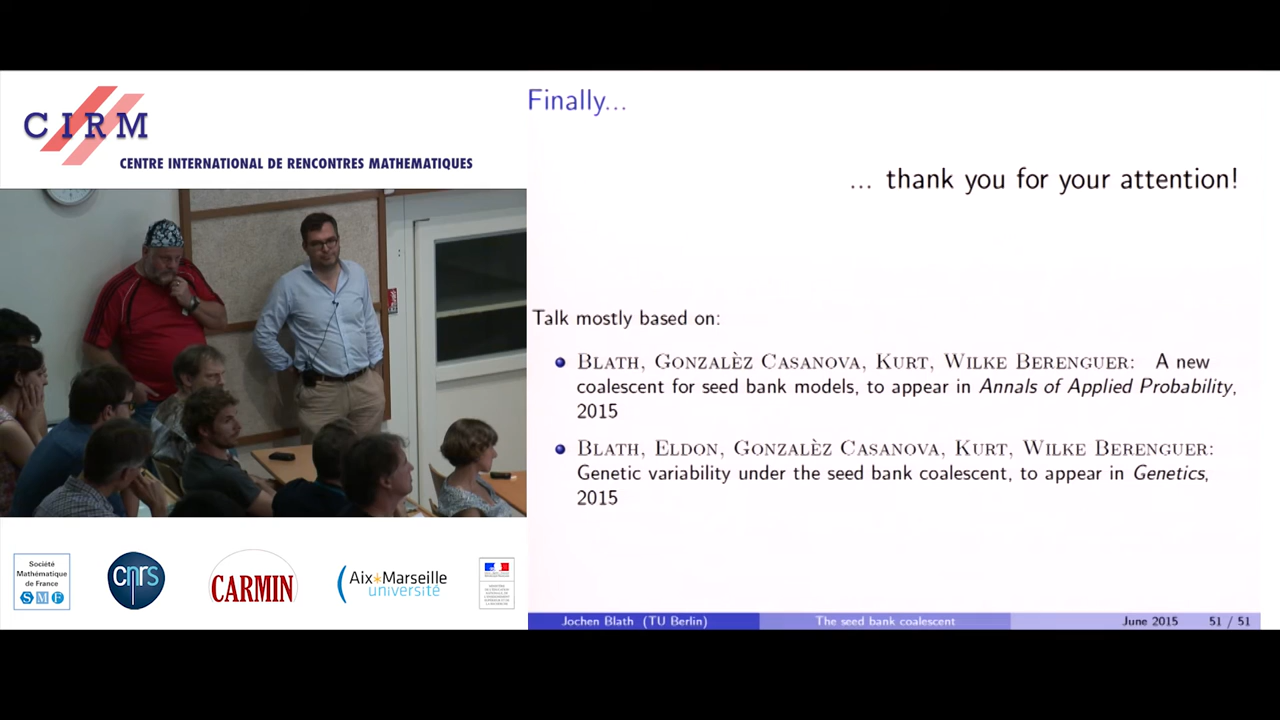 CIRM
CENTRE INTERNATIONAL DE RENCONTRES MATHEMATIQUES
Finally...
... thank you for your attention!
Talk mostly based on:
BLATH, GONZALÈZ CASANOVA, KURT, WILKE BERENGUER: A new
coalescent for seed bank models, to appear in Annals of Applied Probability,
2015
BLATH, ELDON, GONZALÈZ CASANOVA, KURT, WILKE BERENGUER:
Genetic variability under the seed bank coalescent, to appear in Genetics,
2015
Société
Mathématique
de France
SMF
cnrs
CARMIN
Aix*Marseille
université
Jochen Blath (TU Berlin)
The seed bank coalescent
June 2015
51 / 51